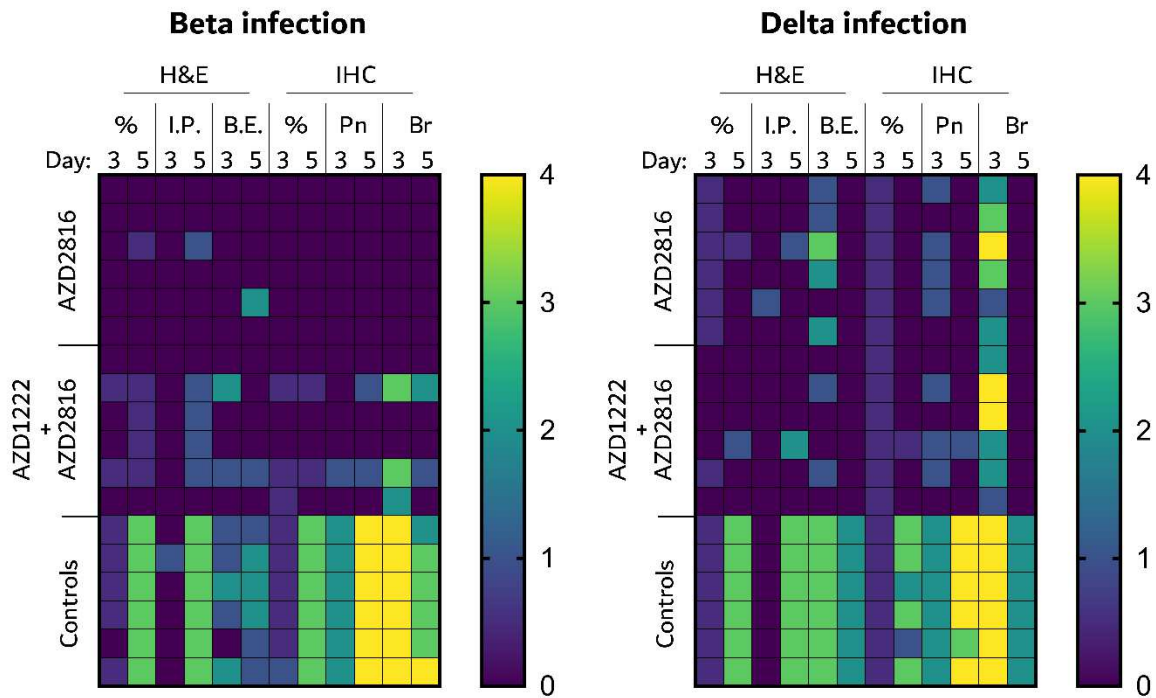 Beta infection
H&E IHC
% I.P. B.E. % Pn Br
Day: 3 5 3 5 3 5 3 5 3 5 3 5
AZD2816
AZD1222
+
AZD2816
Controls
4
3
2
1
0
Delta infection
H&E IHC
% I.P. B.E. % Pn Br
Day: 3 5 3 5 3 5 3 5 3 5 3 5
AZD2816
AZD1222
+
AZD2816
Controls
4
3
2
1
0